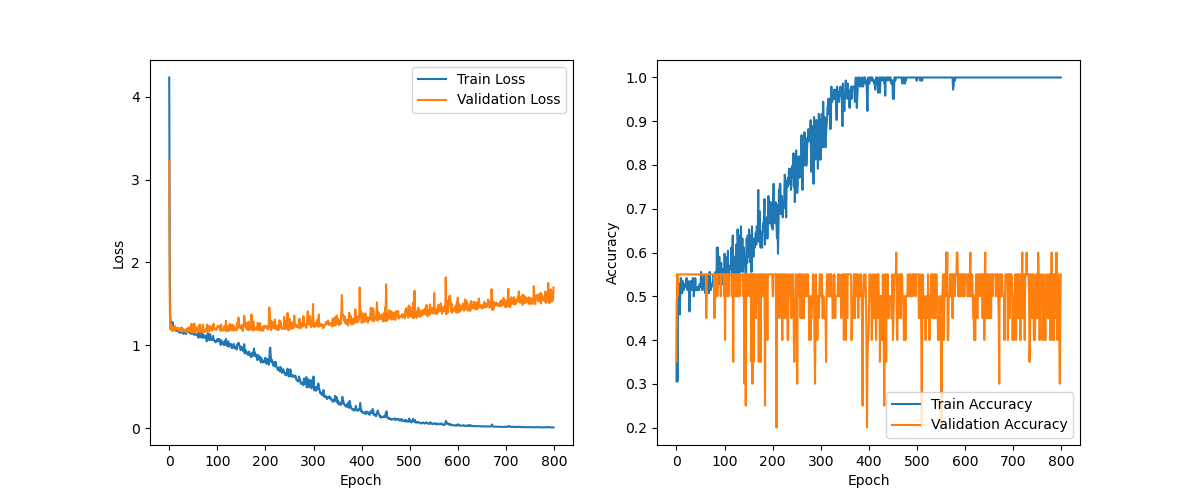 Train Loss
Validation Loss
4
3
2
1
0
Loss
0 100 200 300 400 500 600 700 800
Epoch
1.0
0.9
0.8
0.7
0.6
0.5
0.4
0.3
0.2
Accuracy
Train Accuracy
Validation Accuracy
0 100 200 300 400 500 600 700 800
Epoch